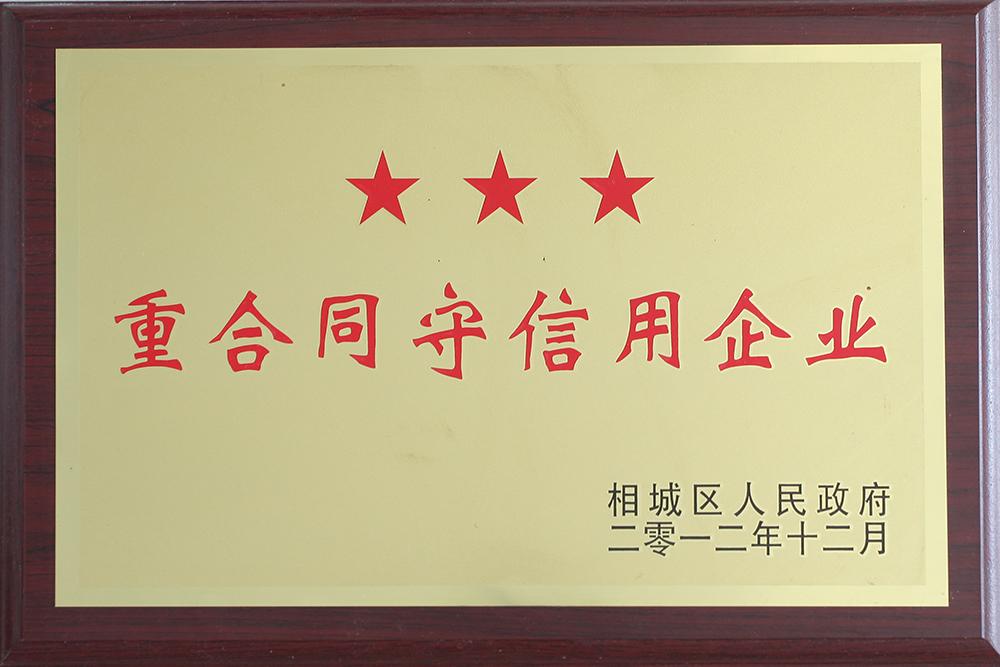 重合同守信用企业
相城区人民政府
二零一二年十二月